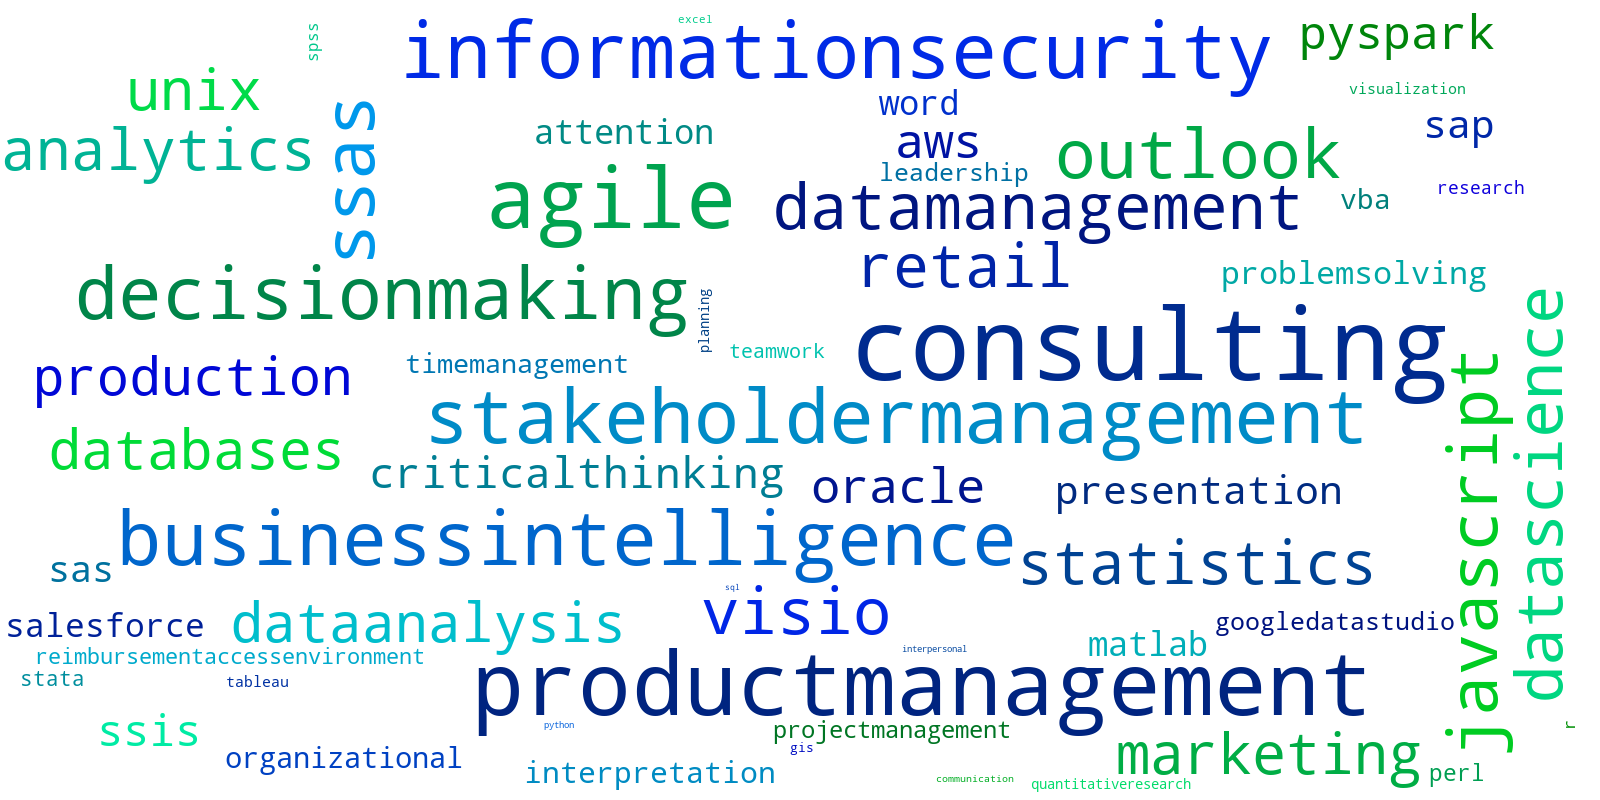 excel
informationsecurity
pyspark
spss
unix
visualization
word
ssas
attention
aws
sap
analytics
outlook
leadership
research
agile
datamanagement
vba
retail
problemsolving
decisionmaking
planning
consulting
teamwork
timemanagement
production
datascience
javascript
stakeholdermanagement
databases
criticalthinking
oracle
presentation
businessintelligence
statistics
sas
sql
visio
dataanalysis
salesforce
googledatastudio
matlab
interpersonal
reimbursementaccessenvironment
stata
tableau
productmanagement
python
projectmanagement
r
ssis
gis
organizational
marketing
interpretation
perl
communication
quantitativeresearch